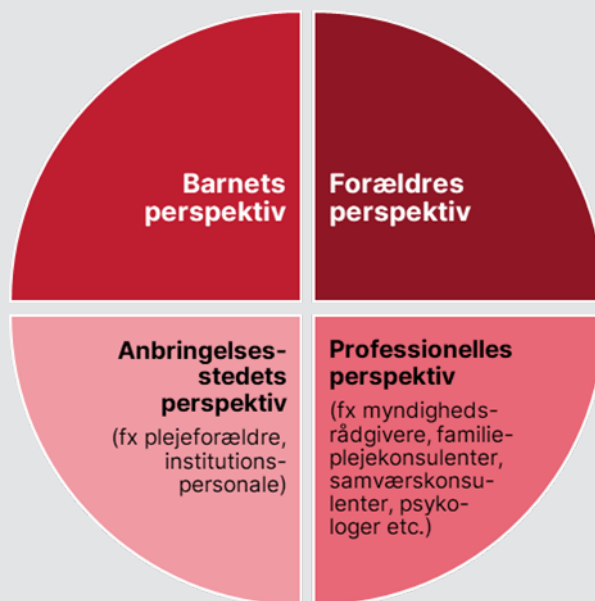 Barnets
perspektiv
Forældres
perspektiv
Anbringelses-
stedets
perspektiv
(fx plejeforældre,
institutions-
personale)
Professionelles
perspektiv
(fx myndigheds-
rådgivere, familie-
plejekonsulenter,
samværskonsu-
lenter, psyko-
loger etc.)